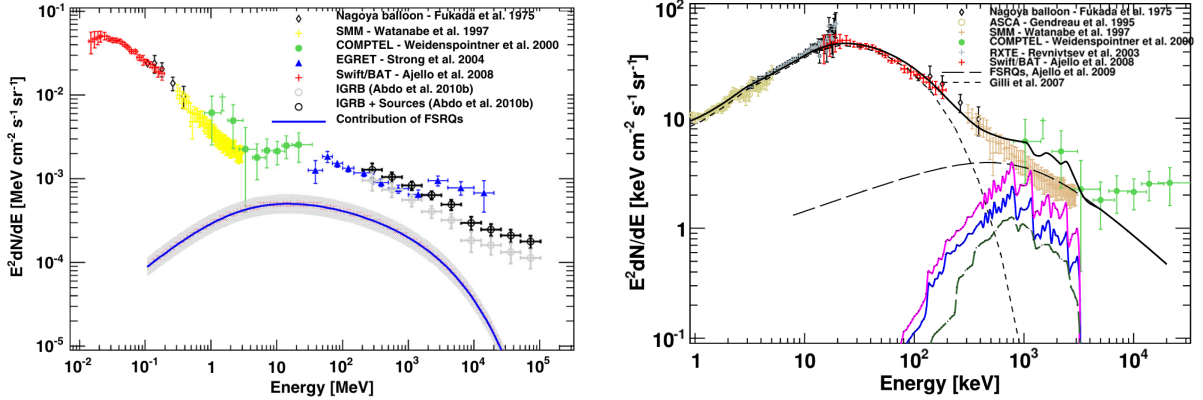 Nagoya balloon - Fukada et al. 1975
SMM - Watanabe et al. 1997
COMPTEL - Weidenspointner et al. 2000
EGRET - Strong et al. 2004
Swift/BAT - Ajello et al. 2008
IGRB (Abdo et al. 2010b)
IGRB + Sources (Abdo et al. 2010b)
Contribution of FSRQs
E²dN/dE [MeV cm⁻² s⁻¹ sr⁻¹]
10⁻¹
10⁻²
10⁻³
10⁻⁴
10⁻⁵
10⁻² 10⁻¹ 1 10 10² 10³ 10⁴ 10⁵
Energy [MeV]
Nagoya balloon - Fukada et al. 1975
ASCA - Gendreau et al. 1995
SMM - Watanabe et al. 1997
COMPTEL - Weidenspointner et al. 2000
RXTE - Revnivtsev et al. 2003
Swift/BAT - Ajello et al. 2008
FSRQs, Ajello et al. 2009
Gilli et al. 2007
E²dN/dE [keV cm⁻² s⁻¹ sr⁻¹]
10²
10
1
10⁻¹
1 10 10² 10³ 10⁴
Energy [keV]